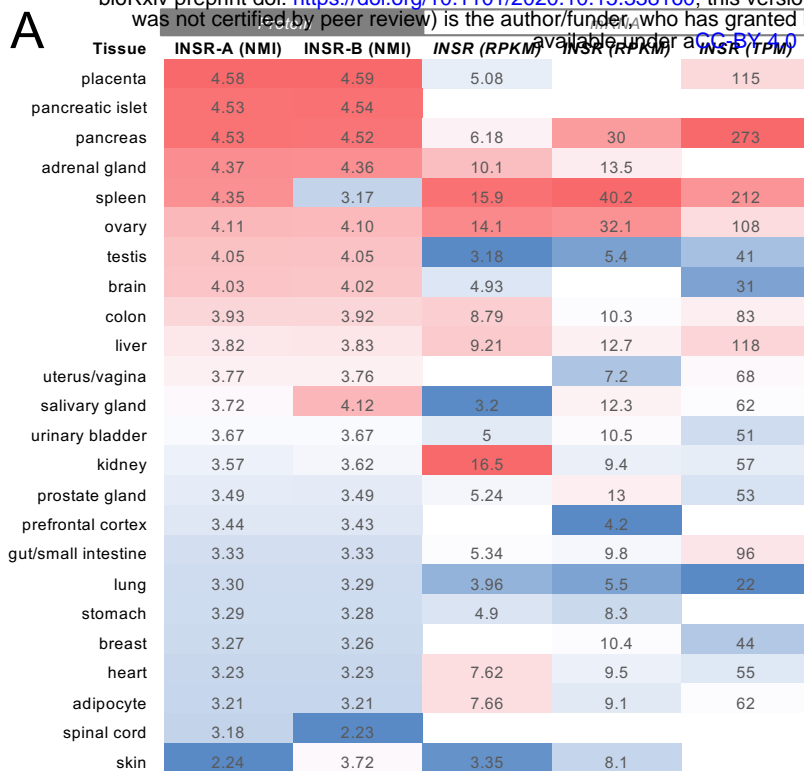 bioRxiv preprint doi: https://doi.org/10.1101/2020.10.15.338160; this versio
was not certified by peer review) is the author/funder, who has granted
available under aCC-BY 4.0
A
Protein mRNA
Tissue INSR-A (NMI) INSR-B (NMI) INSR (RPKM) INSR (RPKM) INSR (TPM)
placenta 4.58 4.59 5.08 115
pancreatic islet 4.53 4.54
pancreas 4.53 4.52 6.18 30 273
adrenal gland 4.37 4.36 10.1 13.5
spleen 4.35 3.17 15.9 40.2 212
ovary 4.11 4.10 14.1 32.1 108
testis 4.05 4.05 3.18 5.4 41
brain 4.03 4.02 4.93 31
colon 3.93 3.92 8.79 10.3 83
liver 3.82 3.83 9.21 12.7 118
uterus/vagina 3.77 3.76 7.2 68
salivary gland 3.72 4.12 3.2 12.3 62
urinary bladder 3.67 3.67 5 10.5 51
kidney 3.57 3.62 16.5 9.4 57
prostate gland 3.49 3.49 5.24 13 53
prefrontal cortex 3.44 3.43 4.2
gut/small intestine 3.33 3.33 5.34 9.8 96
lung 3.30 3.29 3.96 5.5 22
stomach 3.29 3.28 4.9 8.3
breast 3.27 3.26 10.4 44
heart 3.23 3.23 7.62 9.5 55
adipocyte 3.21 3.21 7.66 9.1 62
spinal cord 3.18 2.23
skin 2.24 3.72 3.35 8.1